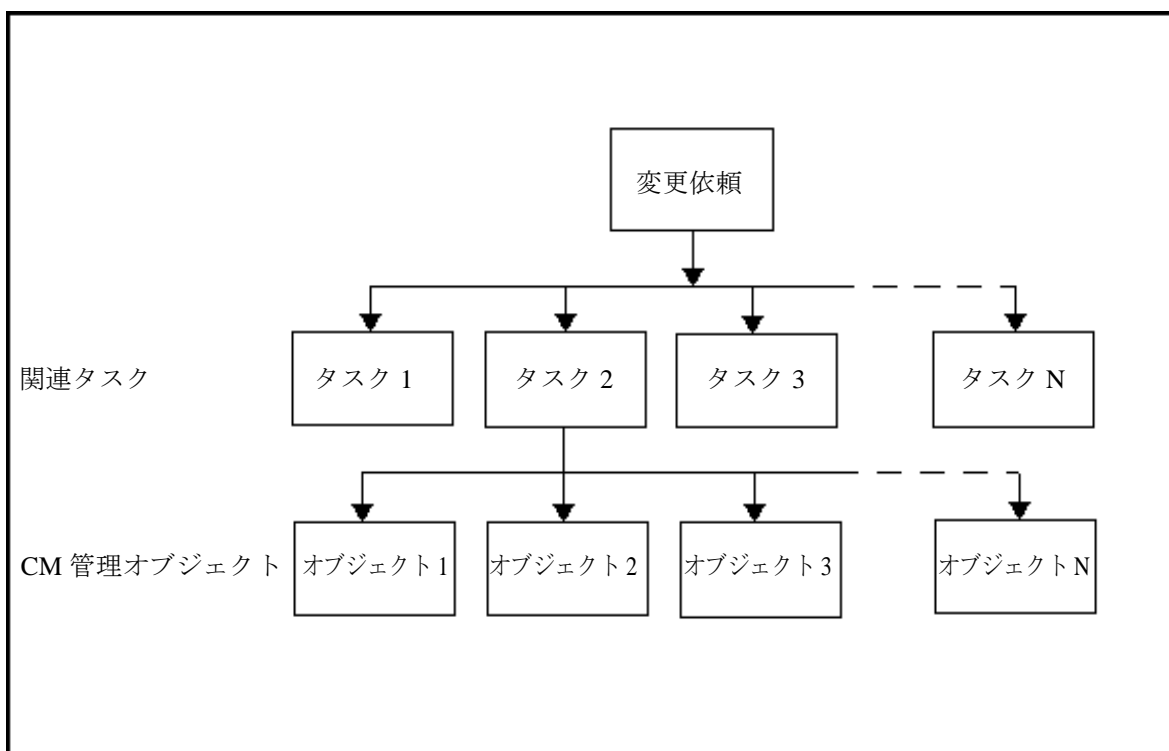 変更依頼
関連タスク
タスク 1
タスク 2
タスク 3
タスク N
CM 管理オブジェクト
オブジェクト 1
オブジェクト 2
オブジェクト 3
オブジェクト N